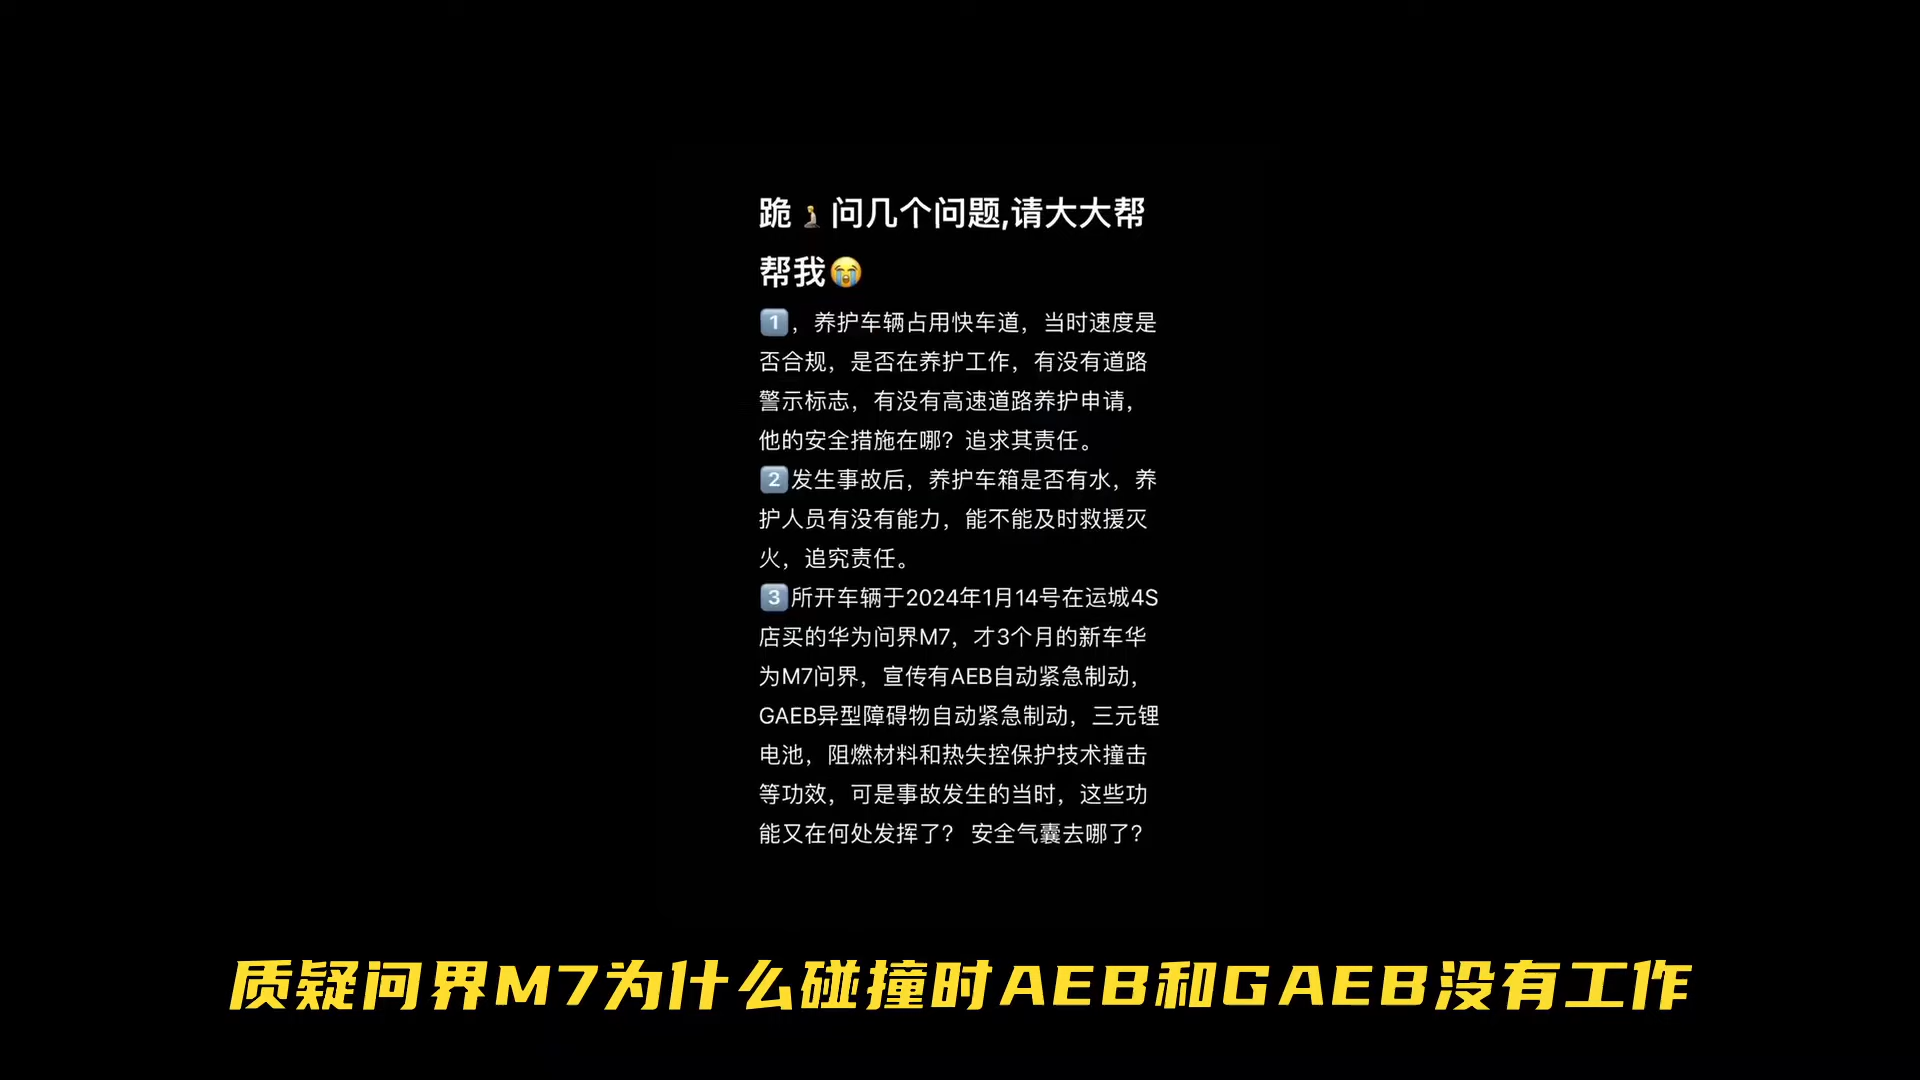 跪🧎问几个问题,请大大帮
帮我😭
1️⃣，养护车辆占用快车道，当时速度是
否合规，是否在养护工作，有没有道路
警示标志，有没有高速道路养护申请，
他的安全措施在哪？追求其责任。
2️⃣发生事故后，养护车箱是否有水，养
护人员有没有能力，能不能及时救援灭
火，追究责任。
3️⃣所开车辆于2024年1月14号在运城4S
店买的华为问界M7，才3个月的新车华
为M7问界，宣传有AEB自动紧急制动，
GAEB异型障碍物自动紧急制动，三元锂
电池，阻燃材料和热失控保护技术撞击
等功效，可是事故发生的当时，这些功
能又在何处发挥了？ 安全气囊去哪了？
质疑问界M7为什么碰撞时AEB和GAEB没有工作